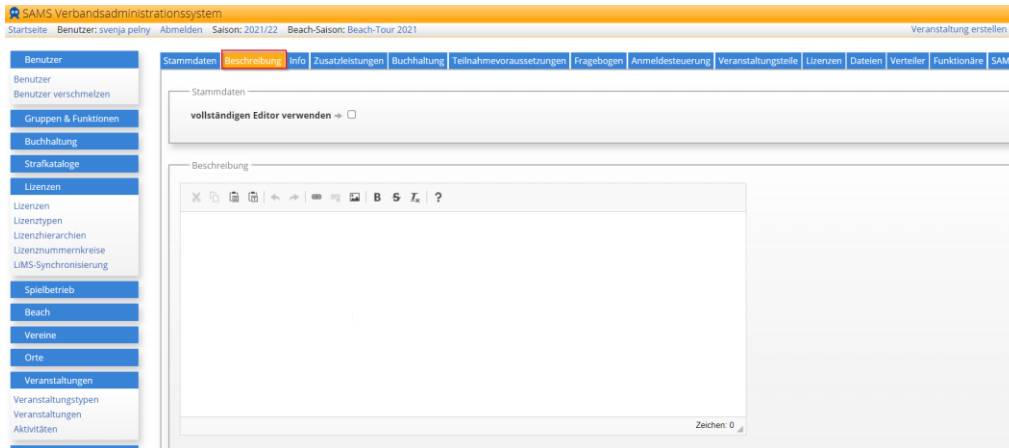 SAMS Verbandsadministrationssystem
Startseite Benutzer: svenja pelny Abmelden Saison: 2021/22 Beach-Saison: Beach-Tour 2021 Veranstaltung erstellen
Benutzer
Benutzer
Benutzer verschmelzen
Gruppen & Funktionen
Buchhaltung
Strafkataloge
Lizenzen
Lizenzen
Lizenztypen
Lizenzhierarchien
Lizenznummernkreise
LiMS-Synchronisierung
Spielbetrieb
Beach
Vereine
Orte
Veranstaltungen
Veranstaltungstypen
Veranstaltungen
Aktivitäten
Stammdaten Beschreibung Info Zusatzleistungen Buchhaltung Teilnahmevoraussetzungen Fragebogen Anmeldesteuerung Veranstaltungsteile Lizenzen Dateien Verteiler Funktionäre SAM
Stammdaten
vollständigen Editor verwenden
Beschreibung
B S Ix ?
Zeichen: 0